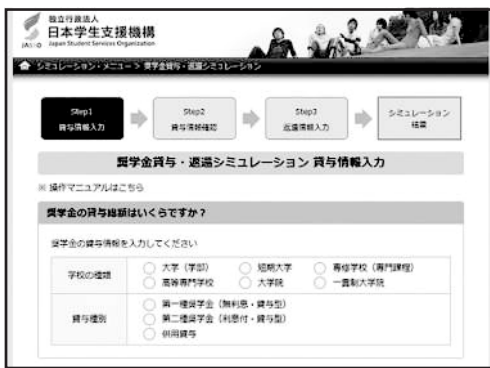 独立行政法人
日本学生支援機構
JASSO Japan Student Services Organization
シミュレーション・メニュー > 奨学金貸与・返還シミュレーション
Step1
貸与情報入力
Step2
貸与情報確認
Step3
返還情報入力
シミュレーション
結果
奨学金貸与・返還シミュレーション 貸与情報入力
※ 操作マニュアルはこちら
奨学金の貸与総額はいくらですか？
奨学金の貸与情報を入力してください
学校の種類
大学（学部） 短期大学 専修学校（専門課程）
高等専門学校 大学院 一貫制大学院
貸与種別
第一種奨学金（無利息・貸与型）
第二種奨学金（利息付・貸与型）
併用貸与